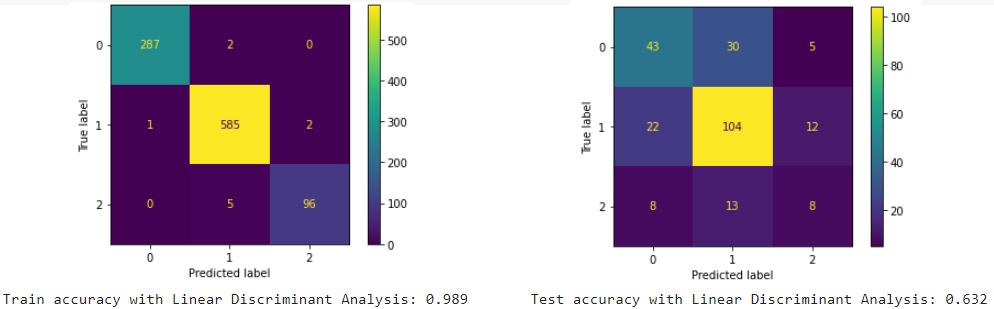 0 287 2 0
1 1 585 2
2 0 5 96
0 1 2
Predicted label
True label
500
400
300
200
100
0
Train accuracy with Linear Discriminant Analysis: 0.989
0 43 30 5
1 22 104 12
2 8 13 8
0 1 2
Predicted label
True label
100
80
60
40
20
Test accuracy with Linear Discriminant Analysis: 0.632